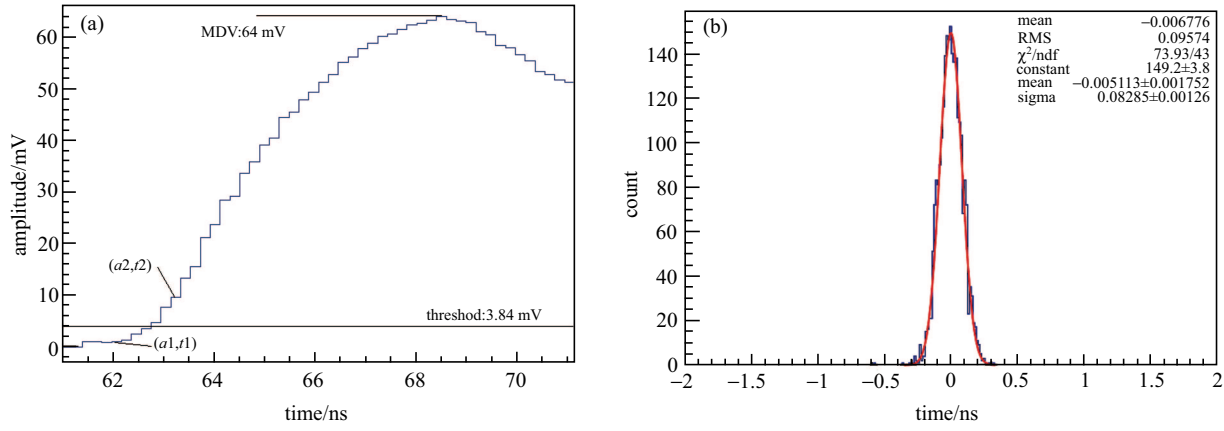 (a)
MDV:64 mV
60
50
40
30
20
10
0
amplitude/mV
(a2,t2)
threshod:3.84 mV
(a1,t1)
62
64
66
68
70
time/ns
(b)
mean −0.006776
RMS 0.09574
χ²/ndf 73.93/43
constant 149.2±3.8
mean −0.005113±0.001752
sigma 0.08285±0.00126
140
120
100
80
60
40
20
0
count
−2
−1.5
−1
−0.5
0
0.5
1
1.5
2
time/ns